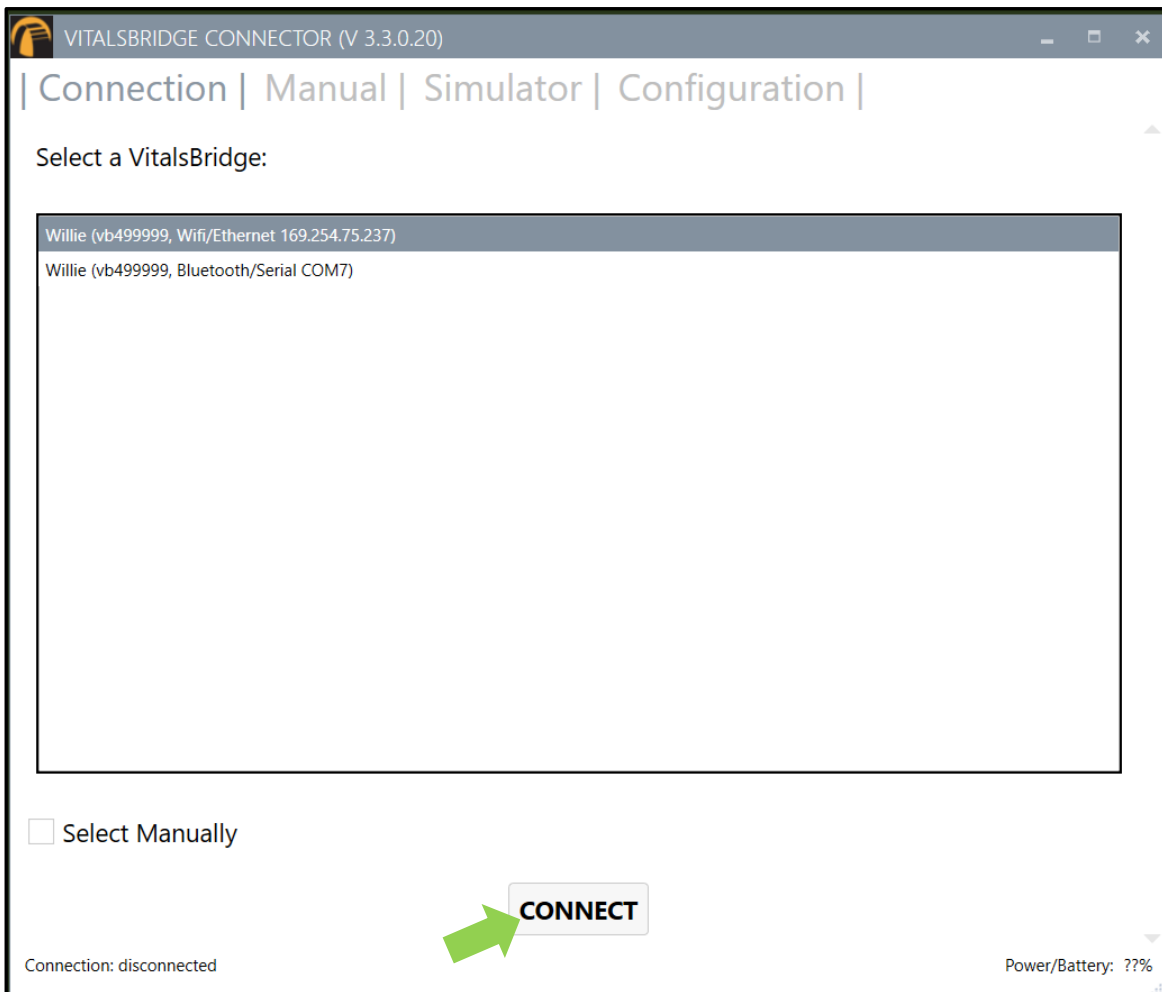 VITALSBRIDGE CONNECTOR (V 3.3.0.20)
| Connection | Manual | Simulator | Configuration |
Select a VitalsBridge:
Willie (vb499999, Wifi/Ethernet 169.254.75.237)
Willie (vb499999, Bluetooth/Serial COM7)
Select Manually
CONNECT
Connection: disconnected
Power/Battery: ??%